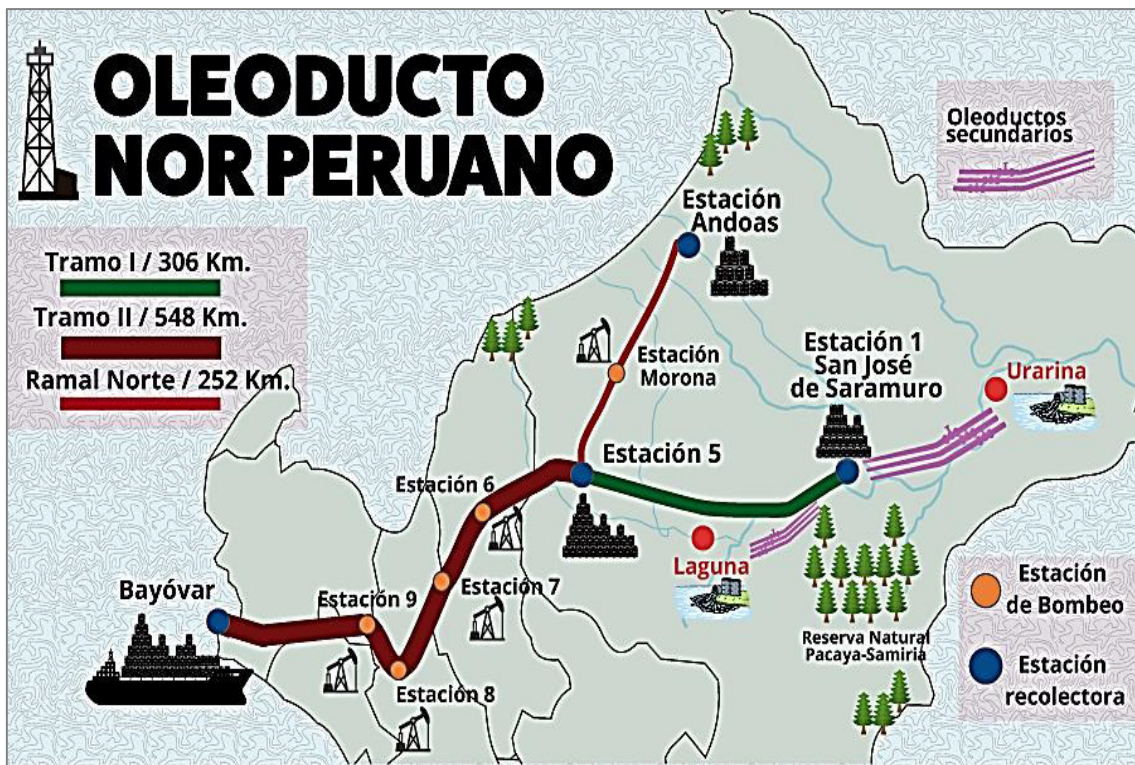 OLEODUCTO
NOR PERUANO
Oleoductos
secundarios
Tramo I / 306 Km.
Tramo II / 548 Km.
Ramal Norte / 252 Km.
Estación
Andoas
Estación
Morona
Estación 1
San José
de Saramuro
Urarina
Estación 5
Estación 6
Laguna
Estación 7
Bayóvar
Estación 9
Estación 8
Reserva Natural
Pacaya-Samiria
Estación
de Bombeo
Estación
recolectora